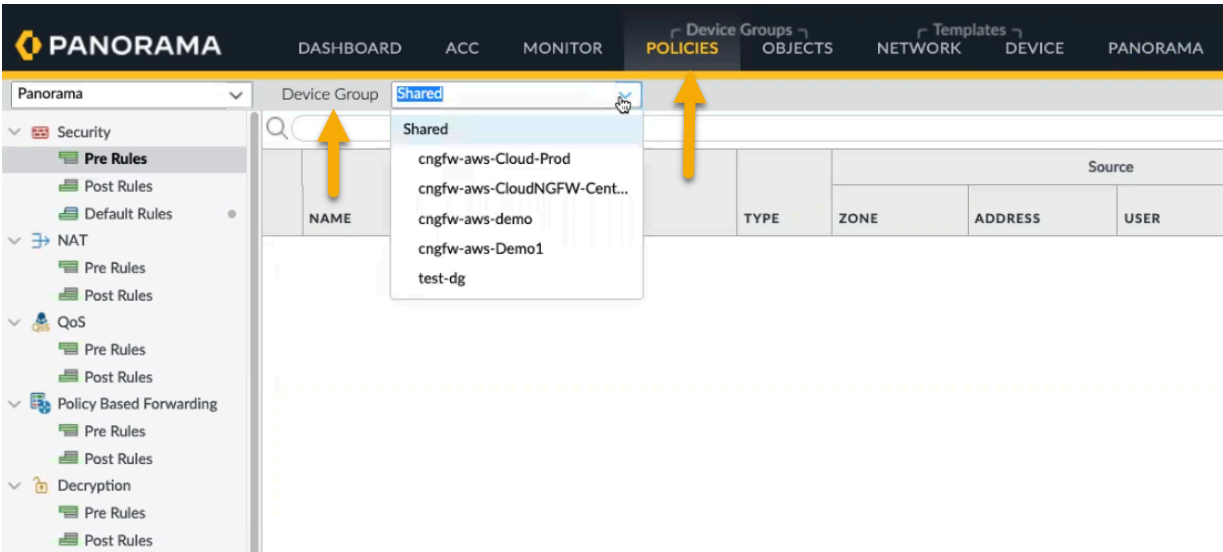 PANORAMA
Device Groups
Templates
DASHBOARD ACC MONITOR POLICIES OBJECTS NETWORK DEVICE PANORAMA
Panorama
Device Group Shared
Security
Pre Rules
Post Rules
Default Rules
NAT
Pre Rules
Post Rules
QoS
Pre Rules
Post Rules
Policy Based Forwarding
Pre Rules
Post Rules
Decryption
Pre Rules
Post Rules
Shared
cngfw-aws-Cloud-Prod
cngfw-aws-CloudNGFW-Cent...
cngfw-aws-demo
cngfw-aws-Demo1
test-dg
Source
NAME TYPE ZONE ADDRESS USER